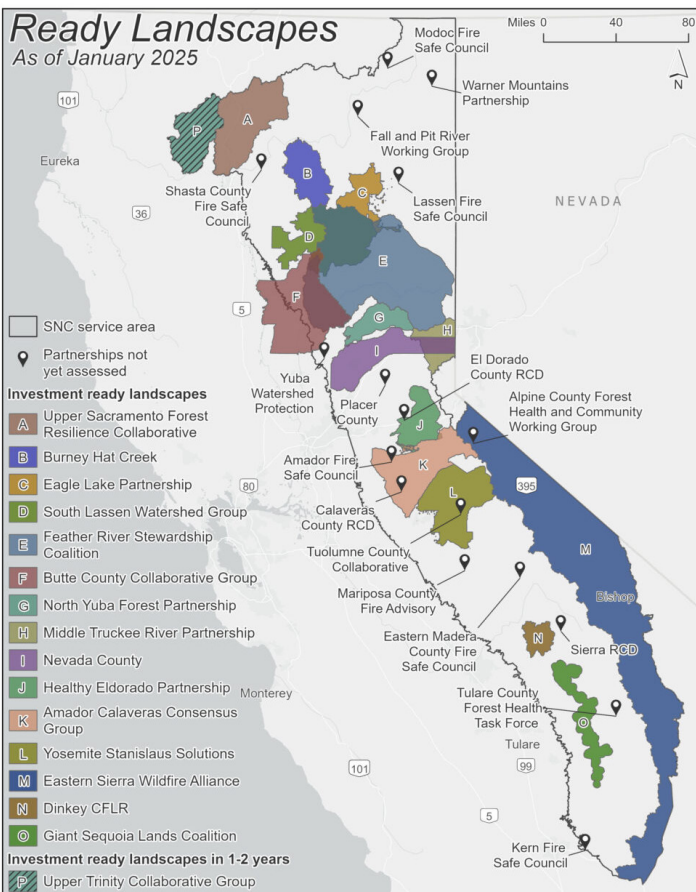 Ready Landscapes
As of January 2025
Miles 0 40 80
N
Modoc Fire
Safe Council
Warner Mountains
Partnership
101
Fall and Pit River
Working Group
P
A
Eureka
B
Shasta County
Fire Safe
Council
C
Lassen Fire
Safe Council
NEVADA
36
D
E
F
5
G
H
I
SNC service area
Partnerships not
yet assessed
Yuba
Watershed
Protection
Placer
County
El Dorado
County RCD
Alpine County Forest
Health and Community
Working Group
J
Amador Fire
Safe Council
K
80
395
L
Calaveras
County RCD
Tuolumne County
Collaborative
M
Mariposa County
Fire Advisory
Bishop
Eastern Madera
County Fire
Safe Council
N
Sierra RCD
Monterey
Tulare County
Forest Health
Task Force
O
Tulare
99
101
5
Kern Fire
Safe Council
Investment ready landscapes
A Upper Sacramento Forest
Resilience Collaborative
B Burney Hat Creek
C Eagle Lake Partnership
D South Lassen Watershed Group
E Feather River Stewardship
Coalition
F Butte County Collaborative Group
G North Yuba Forest Partnership
H Middle Truckee River Partnership
I Nevada County
J Healthy Eldorado Partnership
K Amador Calaveras Consensus
Group
L Yosemite Stanislaus Solutions
M Eastern Sierra Wildfire Alliance
N Dinkey CFLR
O Giant Sequoia Lands Coalition
Investment ready landscapes in 1-2 years
P Upper Trinity Collaborative Group